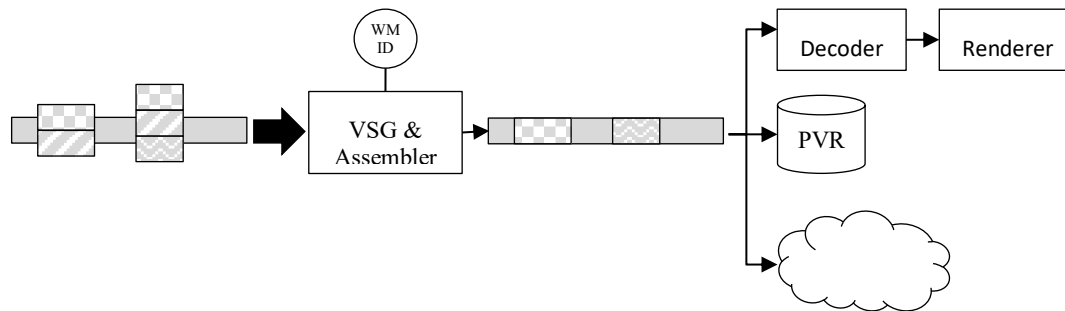 WM
ID
VSG &
Assembler
Decoder
Renderer
PVR